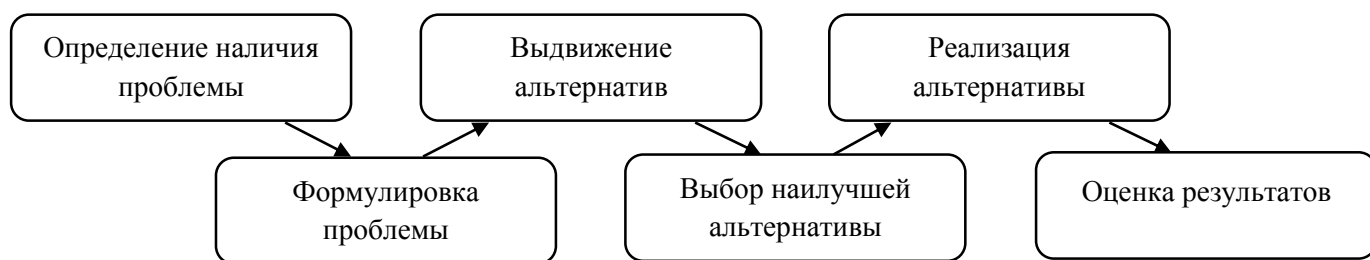 Определение наличия
проблемы
Формулировка
проблемы
Выдвижение
альтернатив
Выбор наилучшей
альтернативы
Реализация
альтернативы
Оценка результатов